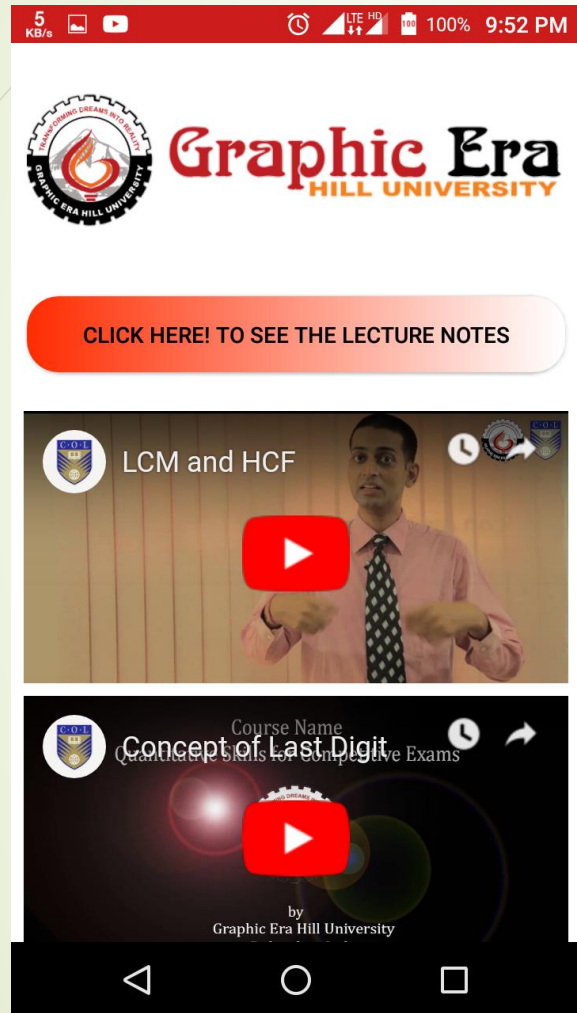 5
KB/s
LTE HD
100
100%
9:52 PM
TRANSFORMING DREAMS INTO REALITY
GRAPHIC ERA HILL UNIVERSITY
Graphic Era
HILL UNIVERSITY
CLICK HERE! TO SEE THE LECTURE NOTES
C·O·L
LCM and HCF
C·O·L
C·O·L
Course Name
Concept of Last Digit
Quantitative Skills for Competitive Exams
by
Graphic Era Hill University